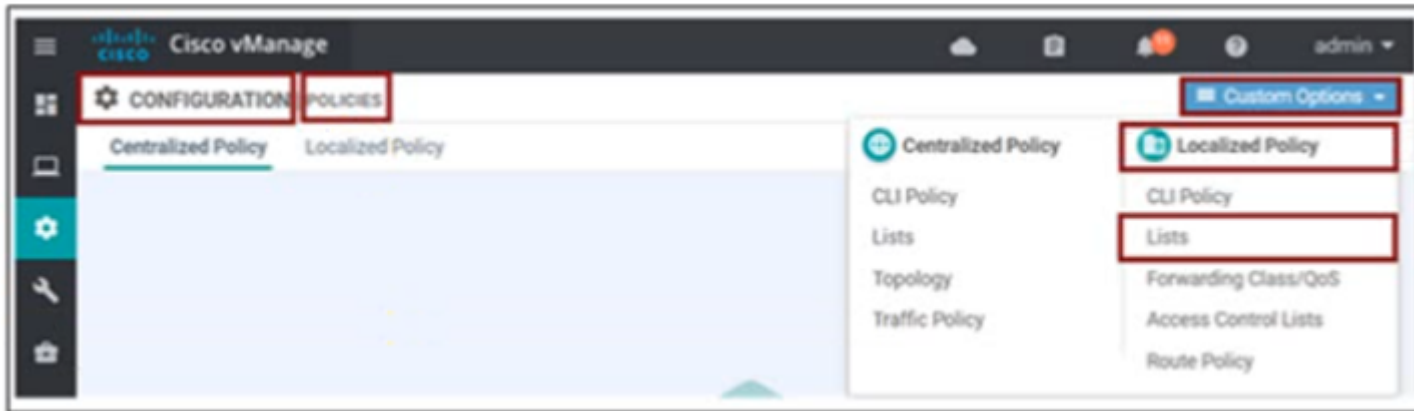 CISCO Cisco vManage admin
CONFIGURATION POLICIES Custom Options
Centralized Policy Localized Policy
Centralized Policy
CLI Policy
Lists
Topology
Traffic Policy
Localized Policy
CLI Policy
Lists
Forwarding Class/QoS
Access Control Lists
Route Policy